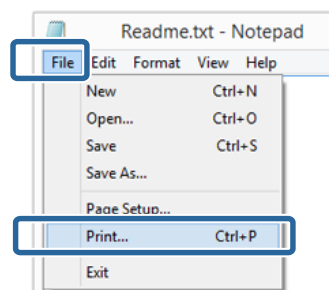 Readme.txt - Notepad
File Edit Format View Help
New Ctrl+N
Open... Ctrl+O
Save Ctrl+S
Save As...
Page Setup...
Print... Ctrl+P
Exit